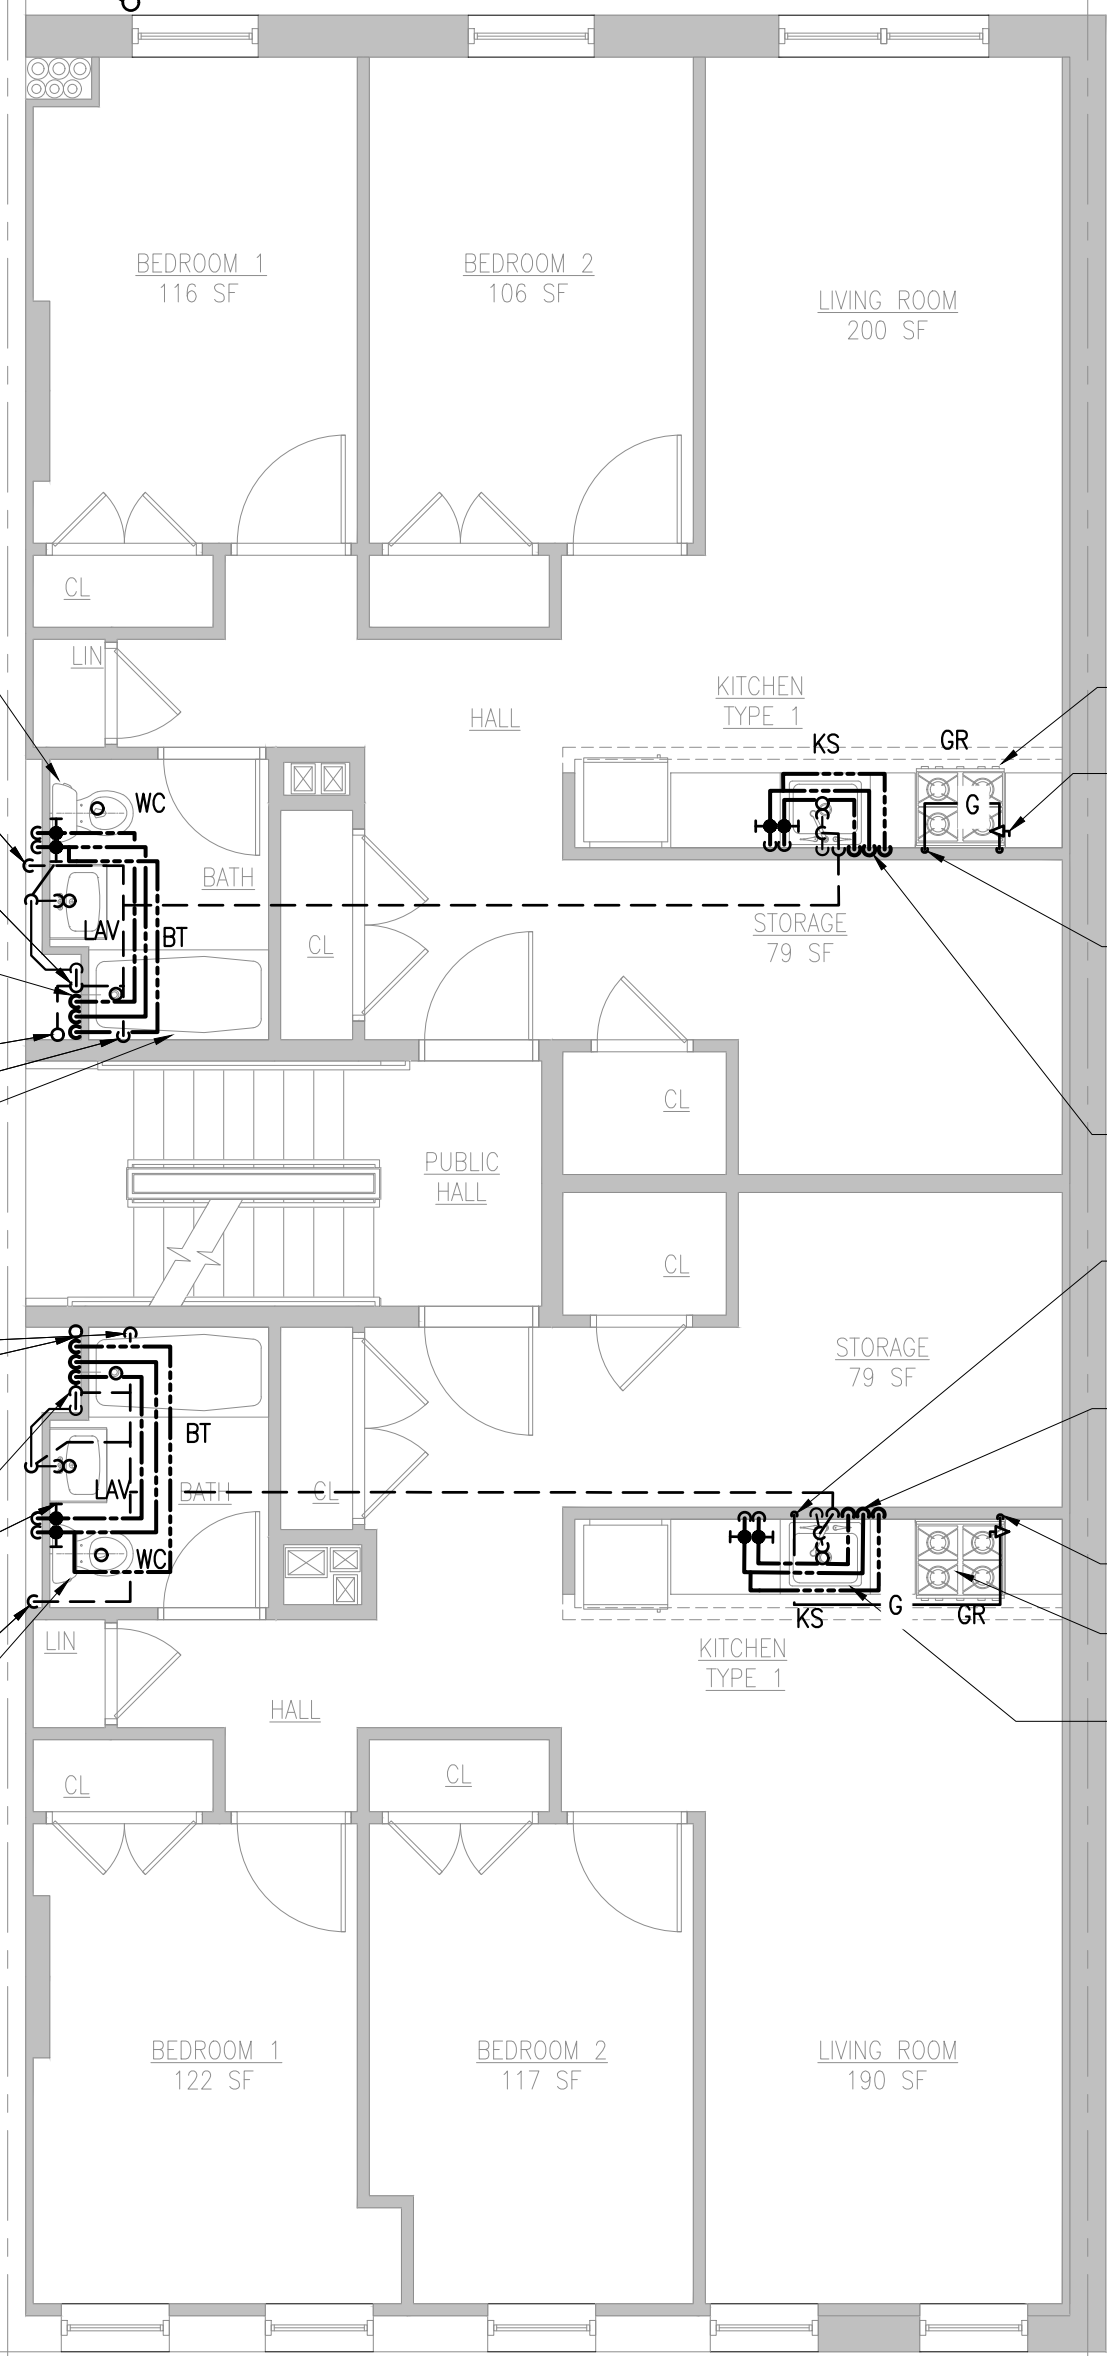 BEDROOM 1
116 SF
BEDROOM 2
106 SF
LIVING ROOM
200 SF
CL
LIN
HALL
KITCHEN
TYPE 1
KS
GR
G
WC
BATH
LAV
BT
CL
STORAGE
79 SF
CL
PUBLIC
HALL
CL
STORAGE
79 SF
BT
LAV
BATH
CL
WC
KS
G
GR
LIN
KITCHEN
TYPE 1
HALL
CL
CL
BEDROOM 1
122 SF
BEDROOM 2
117 SF
LIVING ROOM
190 SF